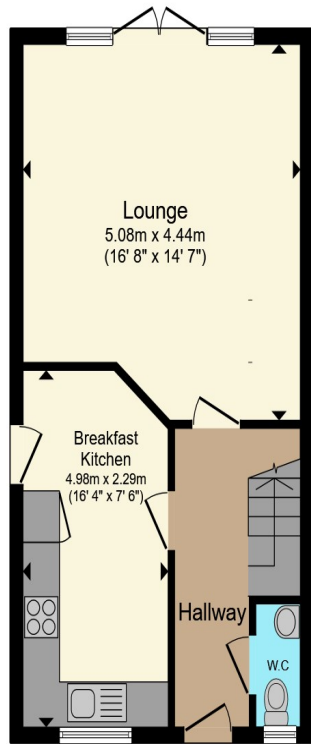 Lounge
5.08m x 4.44m
(16' 8" x 14' 7")
Breakfast
Kitchen
4.98m x 2.29m
(16' 4" x 7' 6")
Hallway
W.C